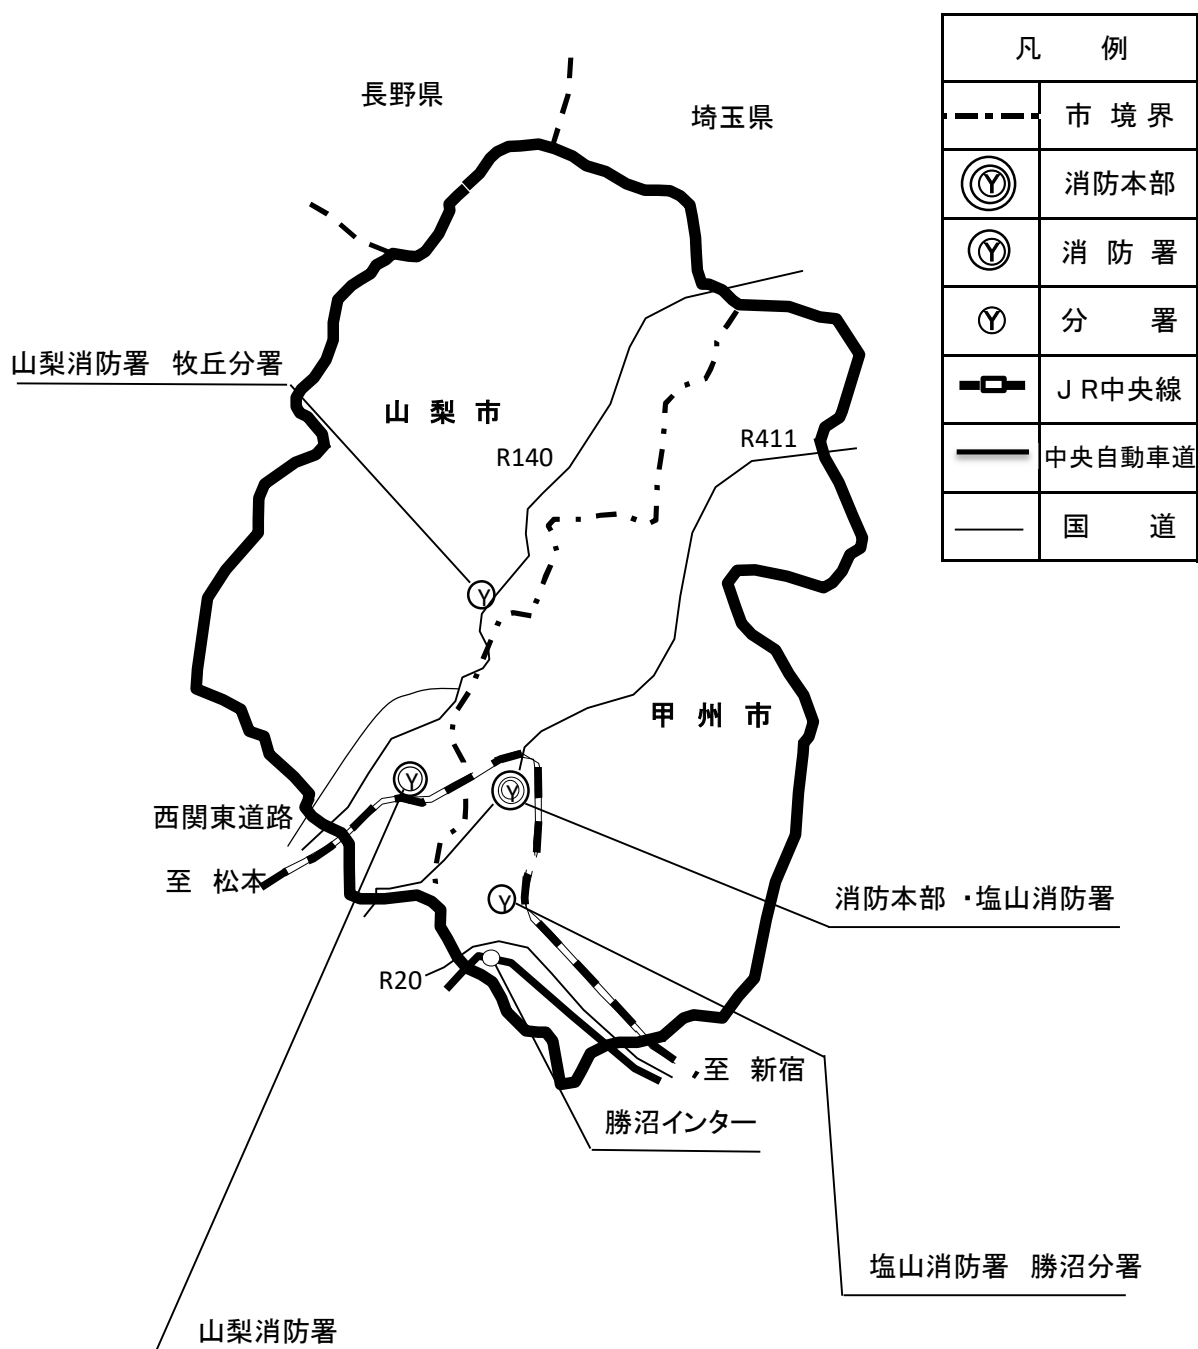 長野県
埼玉県
凡 例
市 境 界
Y 消防本部
Y 消 防 署
Y 分 署
ＪＲ中央線
中央自動車道
国 道
山梨消防署 牧丘分署
山 梨 市
R140
R411
Y
甲 州 市
Y
Y
西関東道路
至 松本
Y
消防本部 ・塩山消防署
R20
至 新宿
勝沼インター
塩山消防署 勝沼分署
山梨消防署